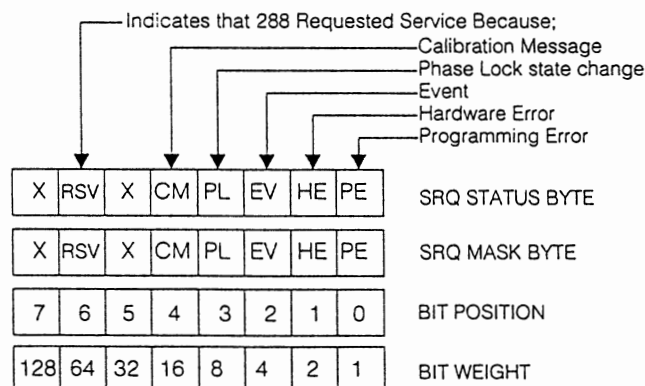 Indicates that 288 Requested Service Because;
Calibration Message
Phase Lock state change
Event
Hardware Error
Programming Error
X RSV X CM PL EV HE PE SRQ STATUS BYTE
X RSV X CM PL EV HE PE SRQ MASK BYTE
7 6 5 4 3 2 1 0 BIT POSITION
128 64 32 16 8 4 2 1 BIT WEIGHT